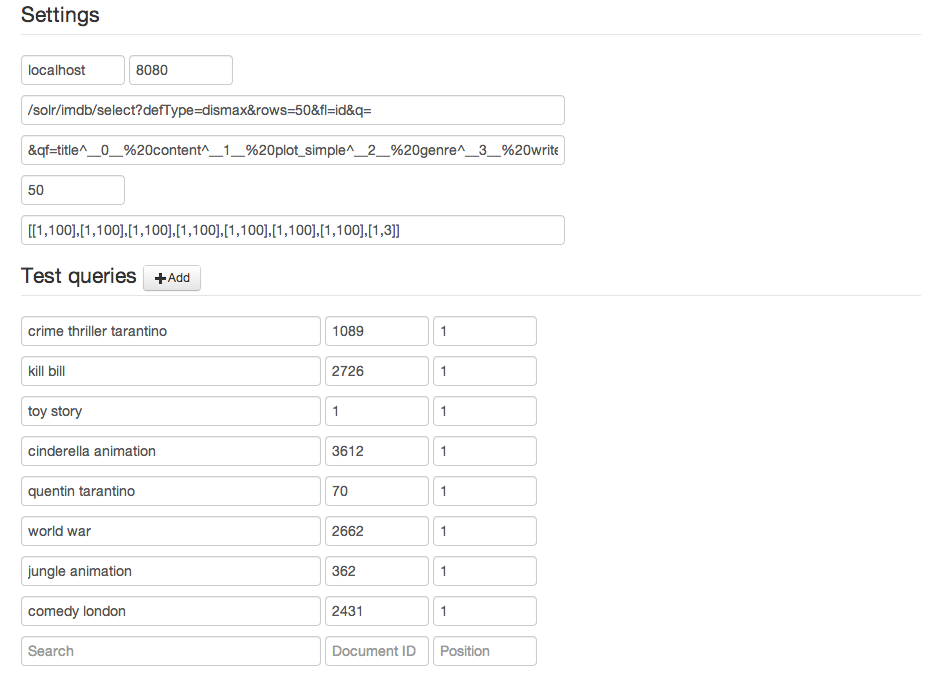 Settings
localhost 8080
/solr/imdb/select?defType=dismax&rows=50&fl=id&q=
&qf=title^__0__%20content^__1__%20plot_simple^__2__%20genre^__3__%20write
50
[[1,100],[1,100],[1,100],[1,100],[1,100],[1,100],[1,100],[1,3]]
Test queries +Add
crime thriller tarantino 1089 1
kill bill 2726 1
toy story 1 1
cinderella animation 3612 1
quentin tarantino 70 1
world war 2662 1
jungle animation 362 1
comedy london 2431 1
Search Document ID Position